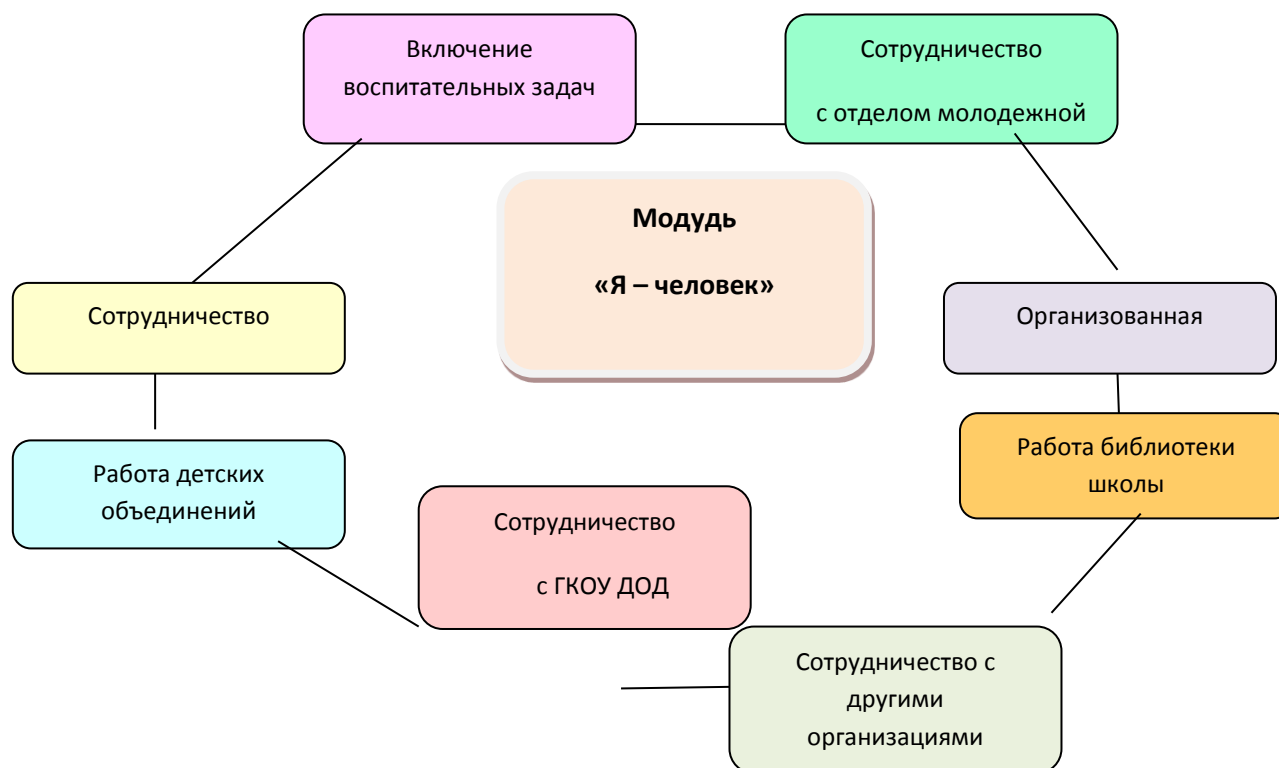 Включение
воспитательных задач
Сотрудничество
с отделом молодежной
Модудь
«Я – человек»
Сотрудничество
Организованная
Работа детских
объединений
Работа библиотеки
школы
Сотрудничество
с ГКОУ ДОД
Сотрудничество с
другими
организациями